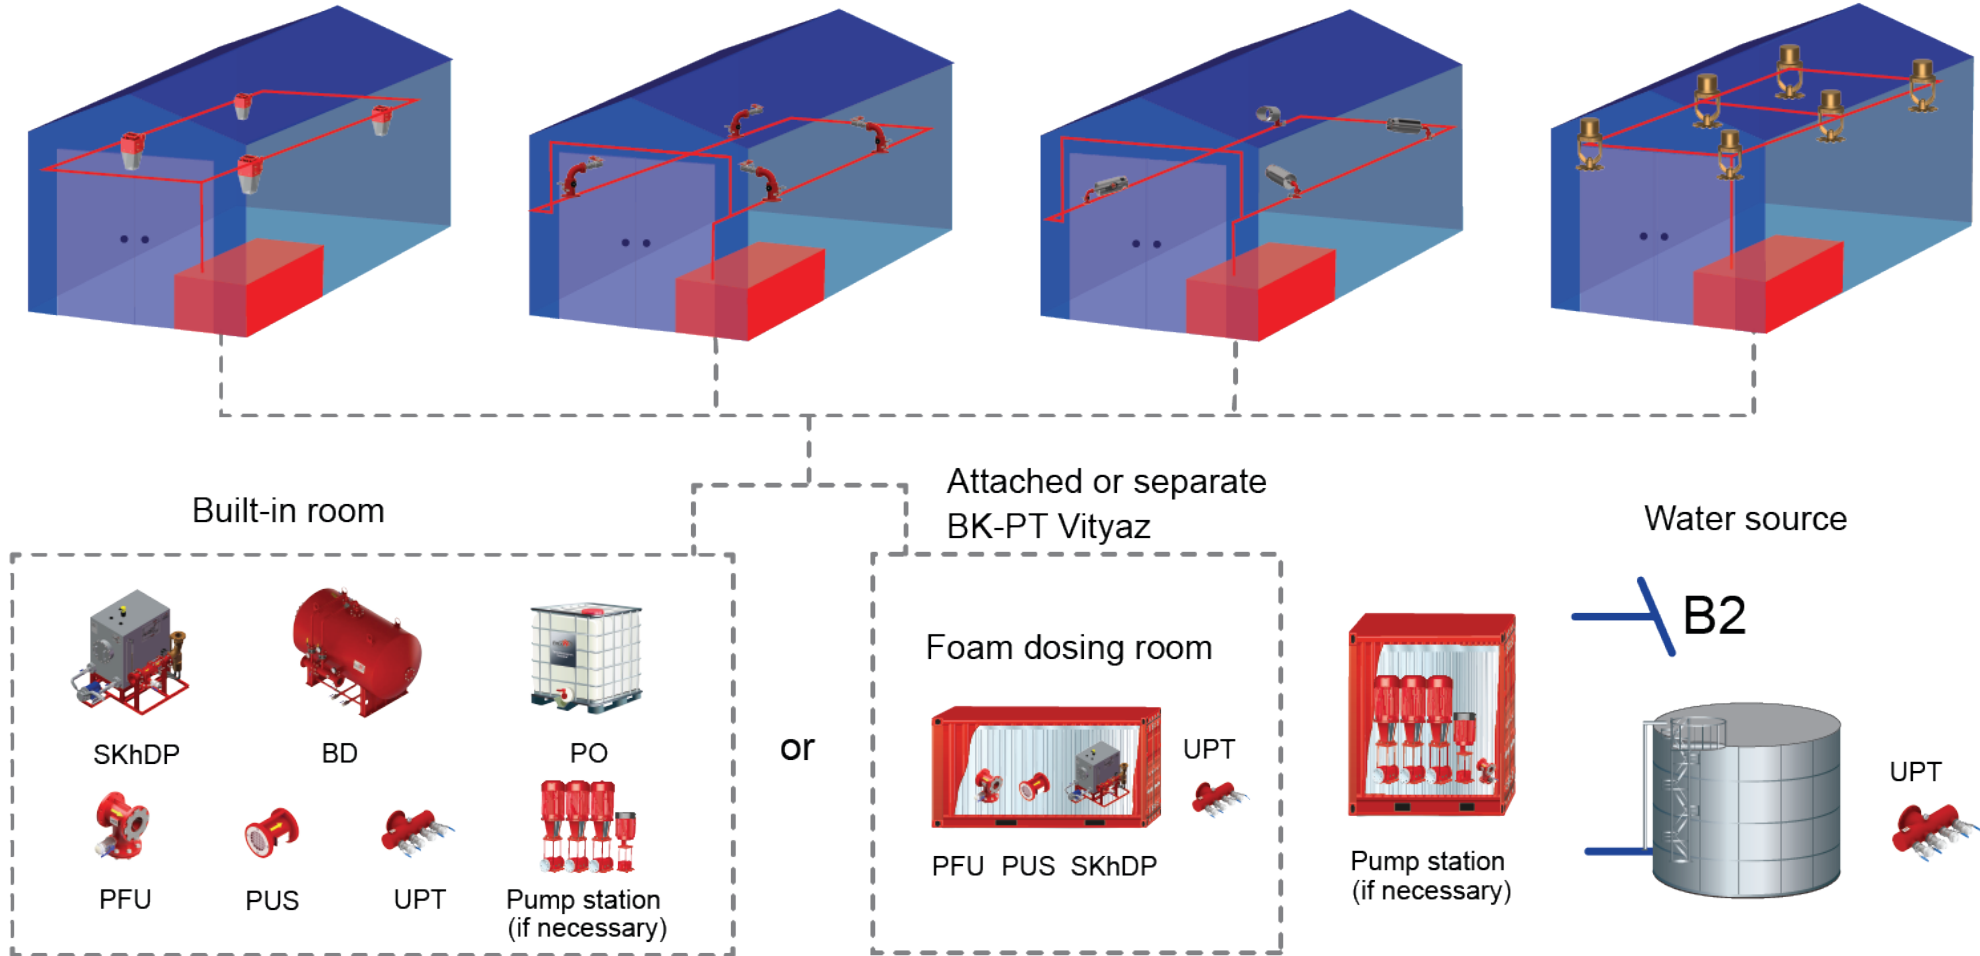 Built-in room
Attached or separate
BK-PT Vityaz
Water source
B2
Foam dosing room
SKhDP
BD
PO
or
UPT
UPT
PFU
PUS
UPT
Pump station
(if necessary)
PFU
PUS
SKhDP
Pump station
(if necessary)